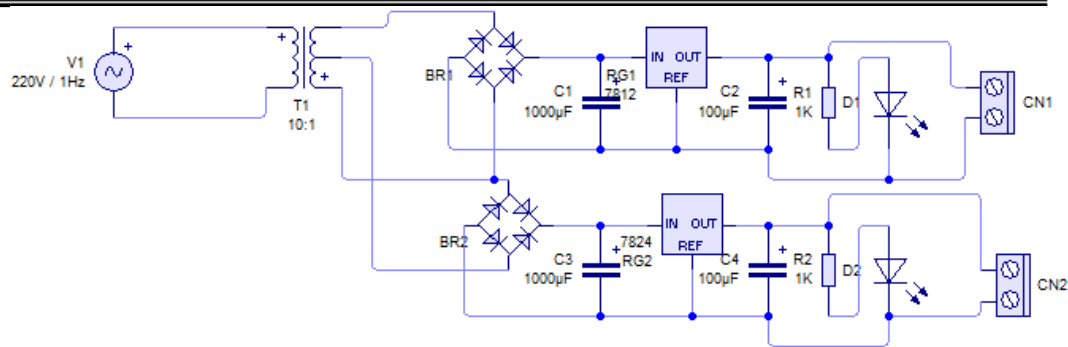 V1
220V / 1Hz
T1
10:1
BR1
C1
1000µF
RG1
7812
IN OUT
REF
C2
100µF
R1
1K
D1
CN1
BR2
C3
1000µF
7824
RG2
IN OUT
REF
C4
100µF
R2
1K
D2
CN2